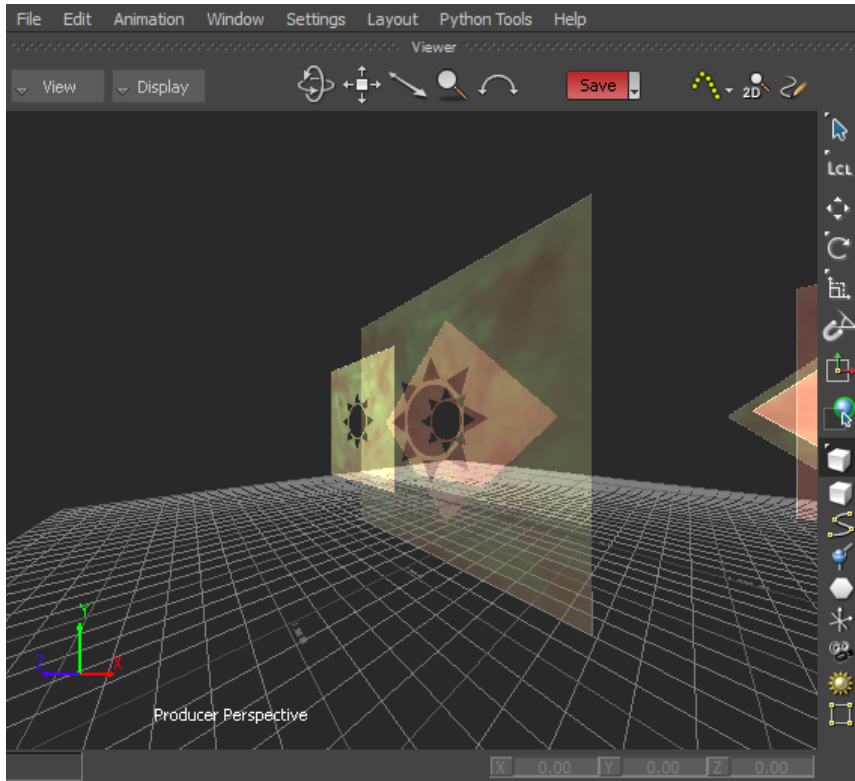 File Edit Animation Window Settings Layout Python Tools Help
Viewer
View Display Save 2D
LCL
Y
Z X
Producer Perspective
X 0.00 Y 0.00 Z 0.00